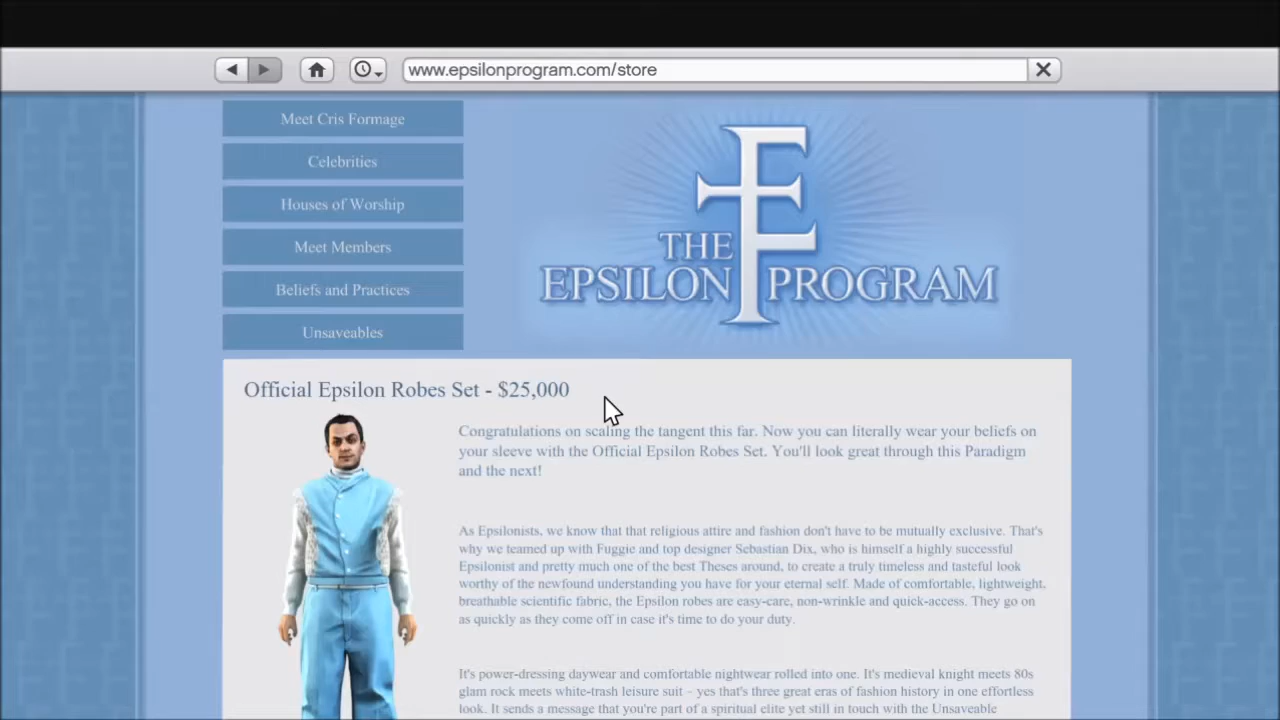 www.epsilonprogram.com/store
Meet Cris Formage
Celebrities
Houses of Worship
Meet Members
Beliefs and Practices
Unsaveables
THE
EPSILON PROGRAM
Official Epsilon Robes Set - $25,000
Congratulations on scaling the tangent this far. Now you can literally wear your beliefs on
your sleeve with the Official Epsilon Robes Set. You'll look great through this Paradigm
and the next!
As Epsilonists, we know that that religious attire and fashion don't have to be mutually exclusive. That's
why we teamed up with Fuggie and top designer Sebastian Dix, who is himself a highly successful
Epsilonist and pretty much one of the best Theses around, to create a truly timeless and tasteful look
worthy of the newfound understanding you have for your eternal self. Made of comfortable, lightweight,
breathable scientific fabric, the Epsilon robes are easy-care, non-wrinkle and quick-access. They go on
as quickly as they come off in case it's time to do your duty.
It's power-dressing daywear and comfortable nightwear rolled into one. It's medieval knight meets 80s
glam rock meets white-trash leisure suit – yes that's three great eras of fashion history in one effortless
look. It sends a message that you're part of a spiritual elite yet still in touch with the Unsaveable